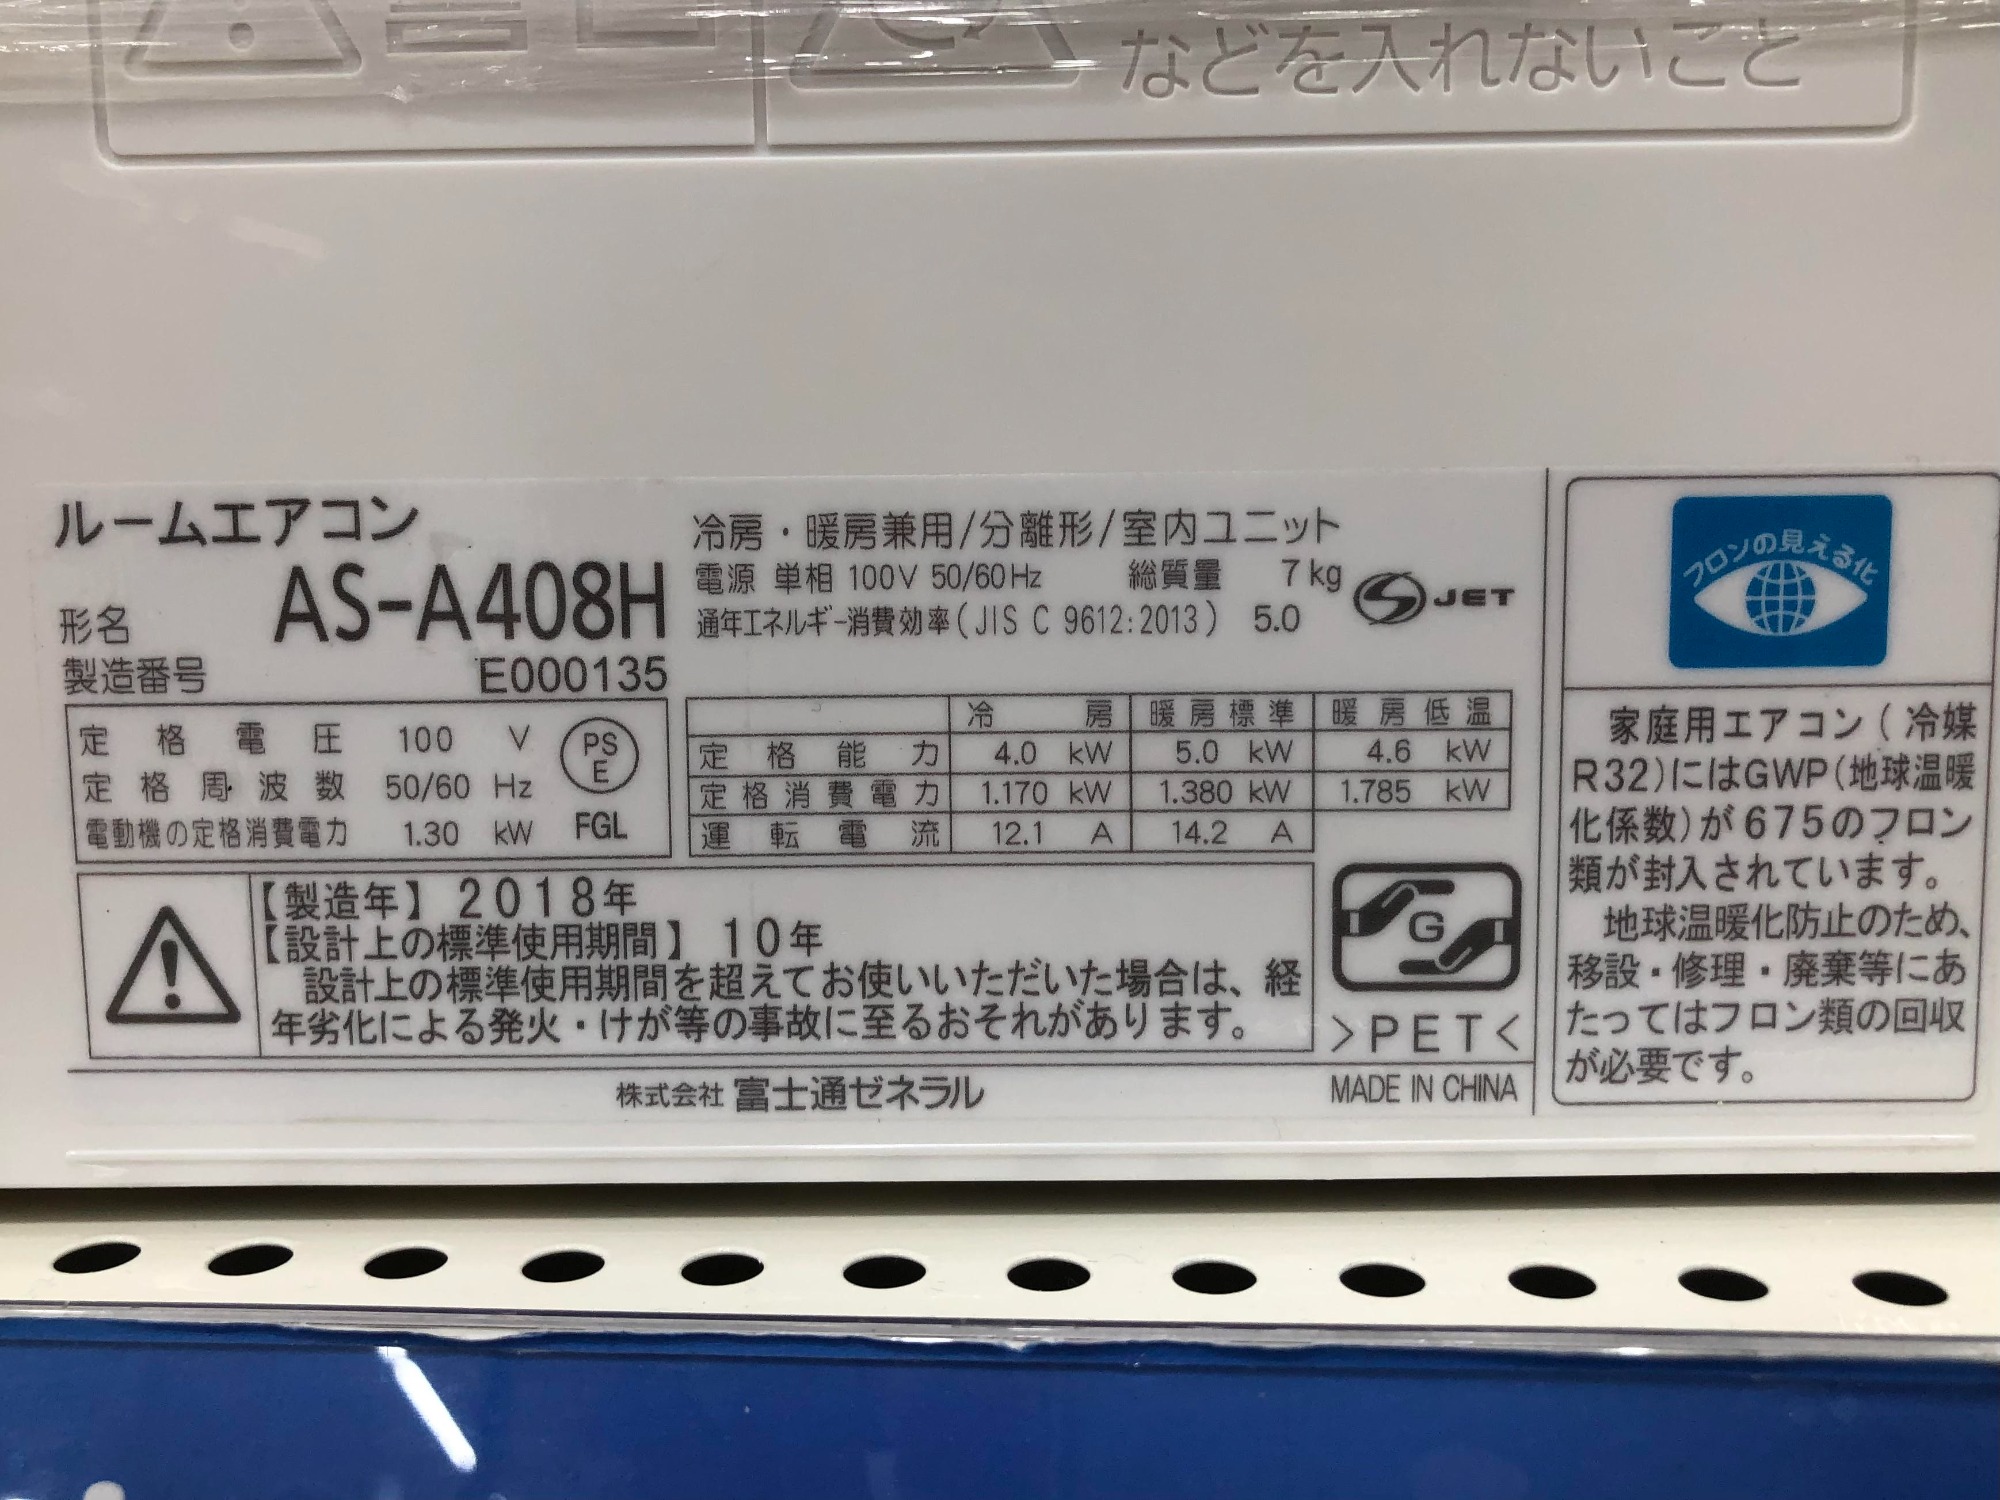 などを入れないこと
ルームエアコン
形名 AS-A408H
製造番号 E000135
冷房・暖房兼用/分離形/室内ユニット
電源 単相 100V 50/60Hz 総質量 7kg
通年エネルギー消費効率(JIS C 9612:2013) 5.0
JET
定格電圧 100 V
定格周波数 50/60 Hz
電動機の定格消費電力 1.30 kW
PS
E
FGL
冷房 暖房標準 暖房低温
定格能力 4.0 kW 5.0 kW 4.6 kW
定格消費電力 1.170 kW 1.380 kW 1.785 kW
運転電流 12.1 A 14.2 A
【製造年】 2018年
【設計上の標準使用期間】 10年
設計上の標準使用期間を超えてお使いいただいた場合は、経
年劣化による発火・けが等の事故に至るおそれがあります。
G
>PET<
株式会社 富士通ゼネラル
MADE IN CHINA
フロンの見える化
家庭用エアコン(冷媒
R32)にはGWP(地球温暖
化係数)が675のフロン
類が封入されています。
地球温暖化防止のため、
移設・修理・廃棄等にあ
たってはフロン類の回収
が必要です。